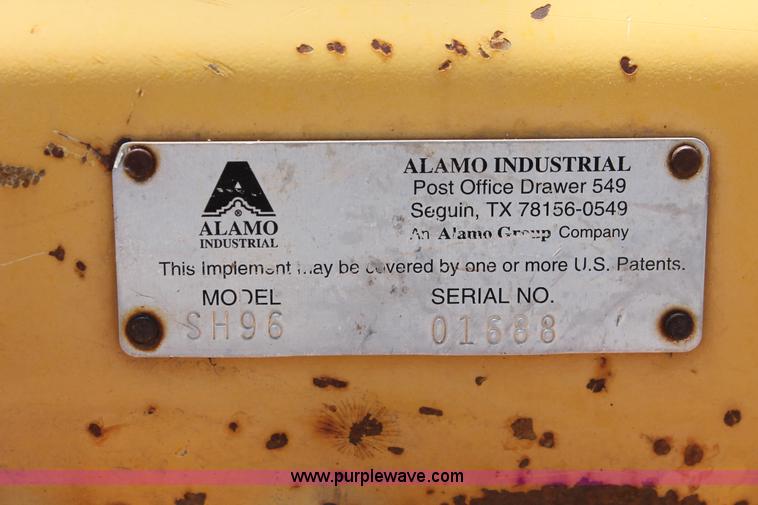 ALAMO
INDUSTRIAL
®
ALAMO INDUSTRIAL
Post Office Drawer 549
Seguin, TX 78156-0549
An Alamo Group Company
This Implement may be covered by one or more U.S. Patents.
MODEL SERIAL NO.
SH96 01688
www.purplewave.com